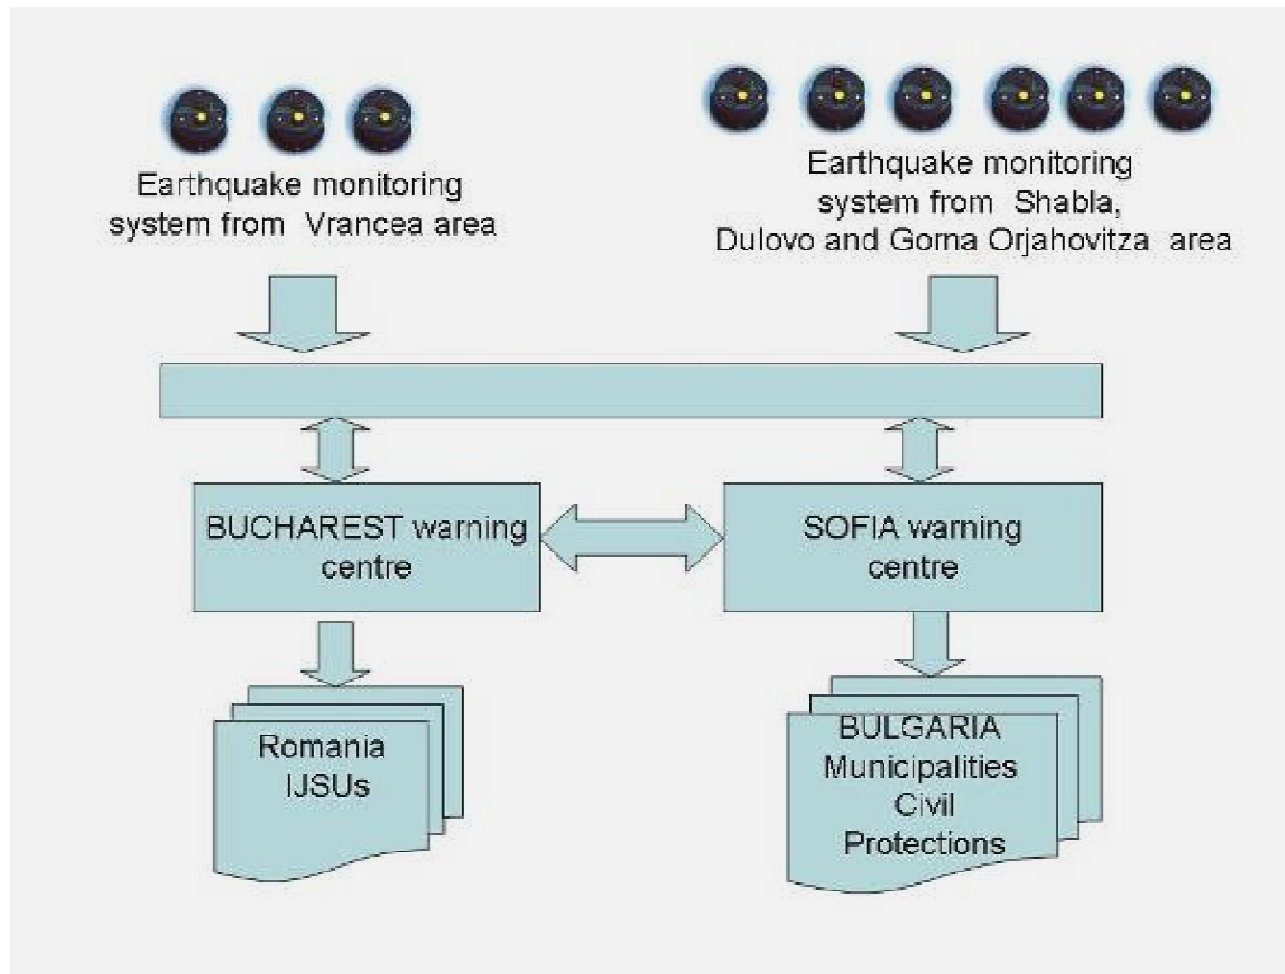 Earthquake monitoring
system from Vrancea area
Earthquake monitoring
system from Shabla,
Dulovo and Gorna Orjahovitza area
BUCHAREST warning
centre
SOFIA warning
centre
Romania
IJSUs
BULGARIA
Municipalities
Civil
Protections